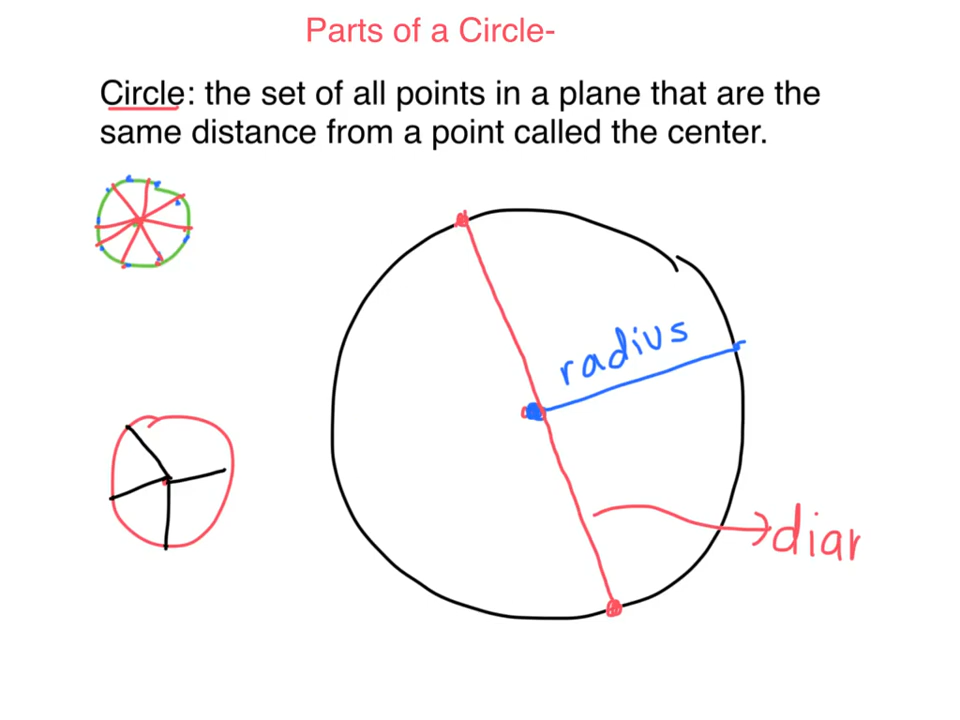 Parts of a Circle-
Circle: the set of all points in a plane that are the
same distance from a point called the center.
radius
diar